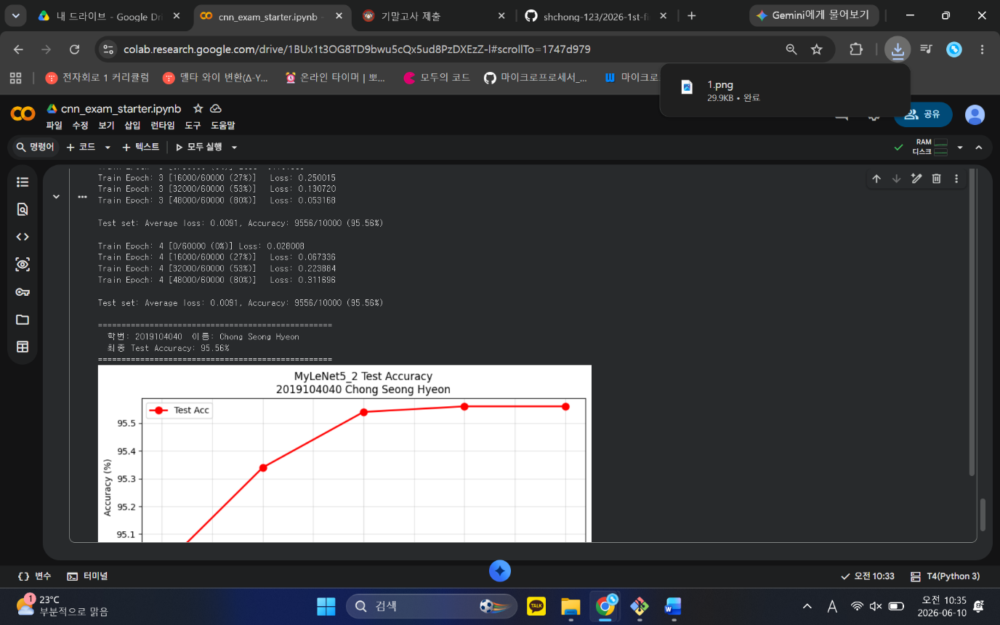 내 드라이브 - Google Dri
cnn_exam_starter.ipynb -
기말고사 제출
shchong-123/2026-1st-fi
Gemini에게 물어보기
colab.research.google.com/drive/1BUx1t3OG8TD9bwu5cQx5ud8PzDXEzZ-l#scrollTo=1747d979
전자회로 1 커리큘럼
델타 와이 변환(Δ-Y...
온라인 타이머 | 뽀...
모두의 코드
마이크로프로세서_...
마이크로
1.png
29.9KB • 완료
cnn_exam_starter.ipynb
파일 수정 보기 삽입 런타임 도구 도움말
공유
명령어 + 코드 + 텍스트 모두 실행
RAM
디스크
Train Epoch: 3 [16000/60000 (27%)] Loss: 0.250015
Train Epoch: 3 [32000/60000 (53%)] Loss: 0.130720
Train Epoch: 3 [48000/60000 (80%)] Loss: 0.053168
Test set: Average loss: 0.0091, Accuracy: 9556/10000 (95.56%)
Train Epoch: 4 [0/60000 (0%)] Loss: 0.028008
Train Epoch: 4 [16000/60000 (27%)] Loss: 0.067336
Train Epoch: 4 [32000/60000 (53%)] Loss: 0.223884
Train Epoch: 4 [48000/60000 (80%)] Loss: 0.311696
Test set: Average loss: 0.0091, Accuracy: 9556/10000 (95.56%)
==================================================
학번: 2019104040 이름: Chong Seong Hyeon
최종 Test Accuracy: 95.56%
==================================================
MyLeNet5_2 Test Accuracy
2019104040 Chong Seong Hyeon
Test Acc
95.5
95.4
95.3
95.2
95.1
Accuracy (%)
변수
터미널
오전 10:33
T4(Python 3)
1
23°C
부분적으로 맑음
검색
TALK
W
A
오전 10:35
2026-06-10